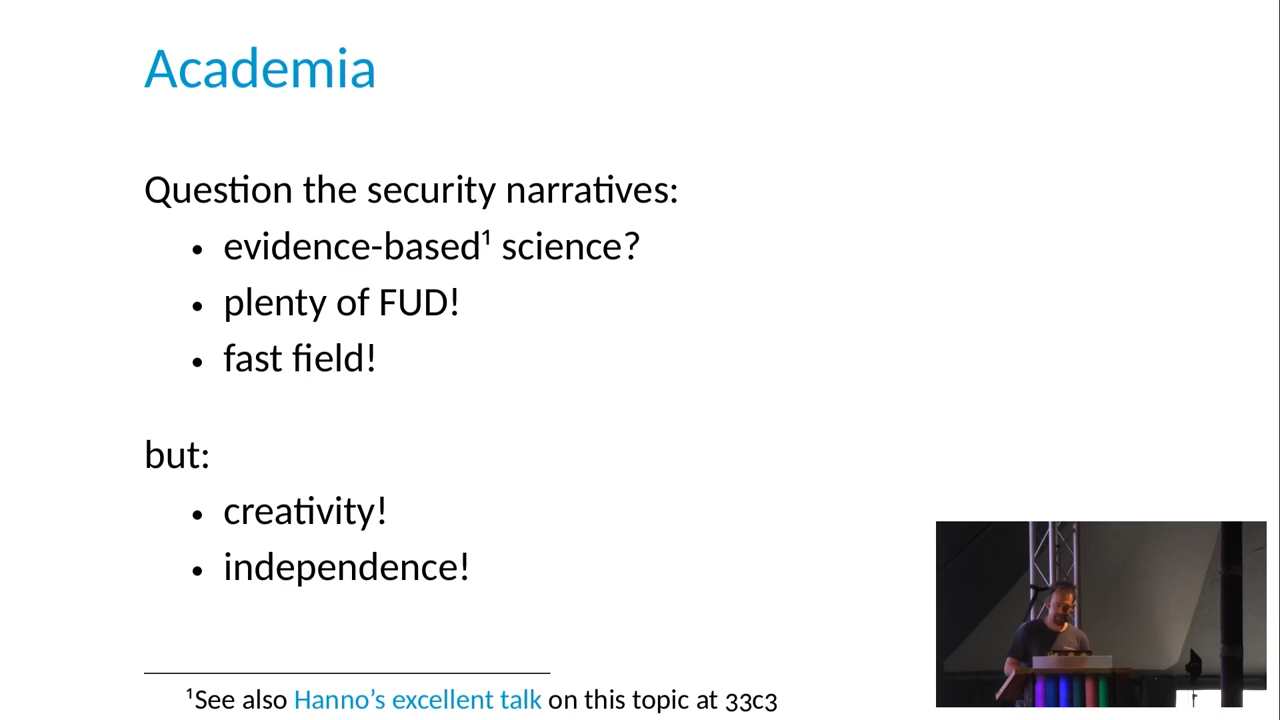 Academia
Question the security narratives:
• evidence-based¹ science?
• plenty of FUD!
• fast field!
but:
• creativity!
• independence!
¹See also Hanno’s excellent talk on this topic at 33c3